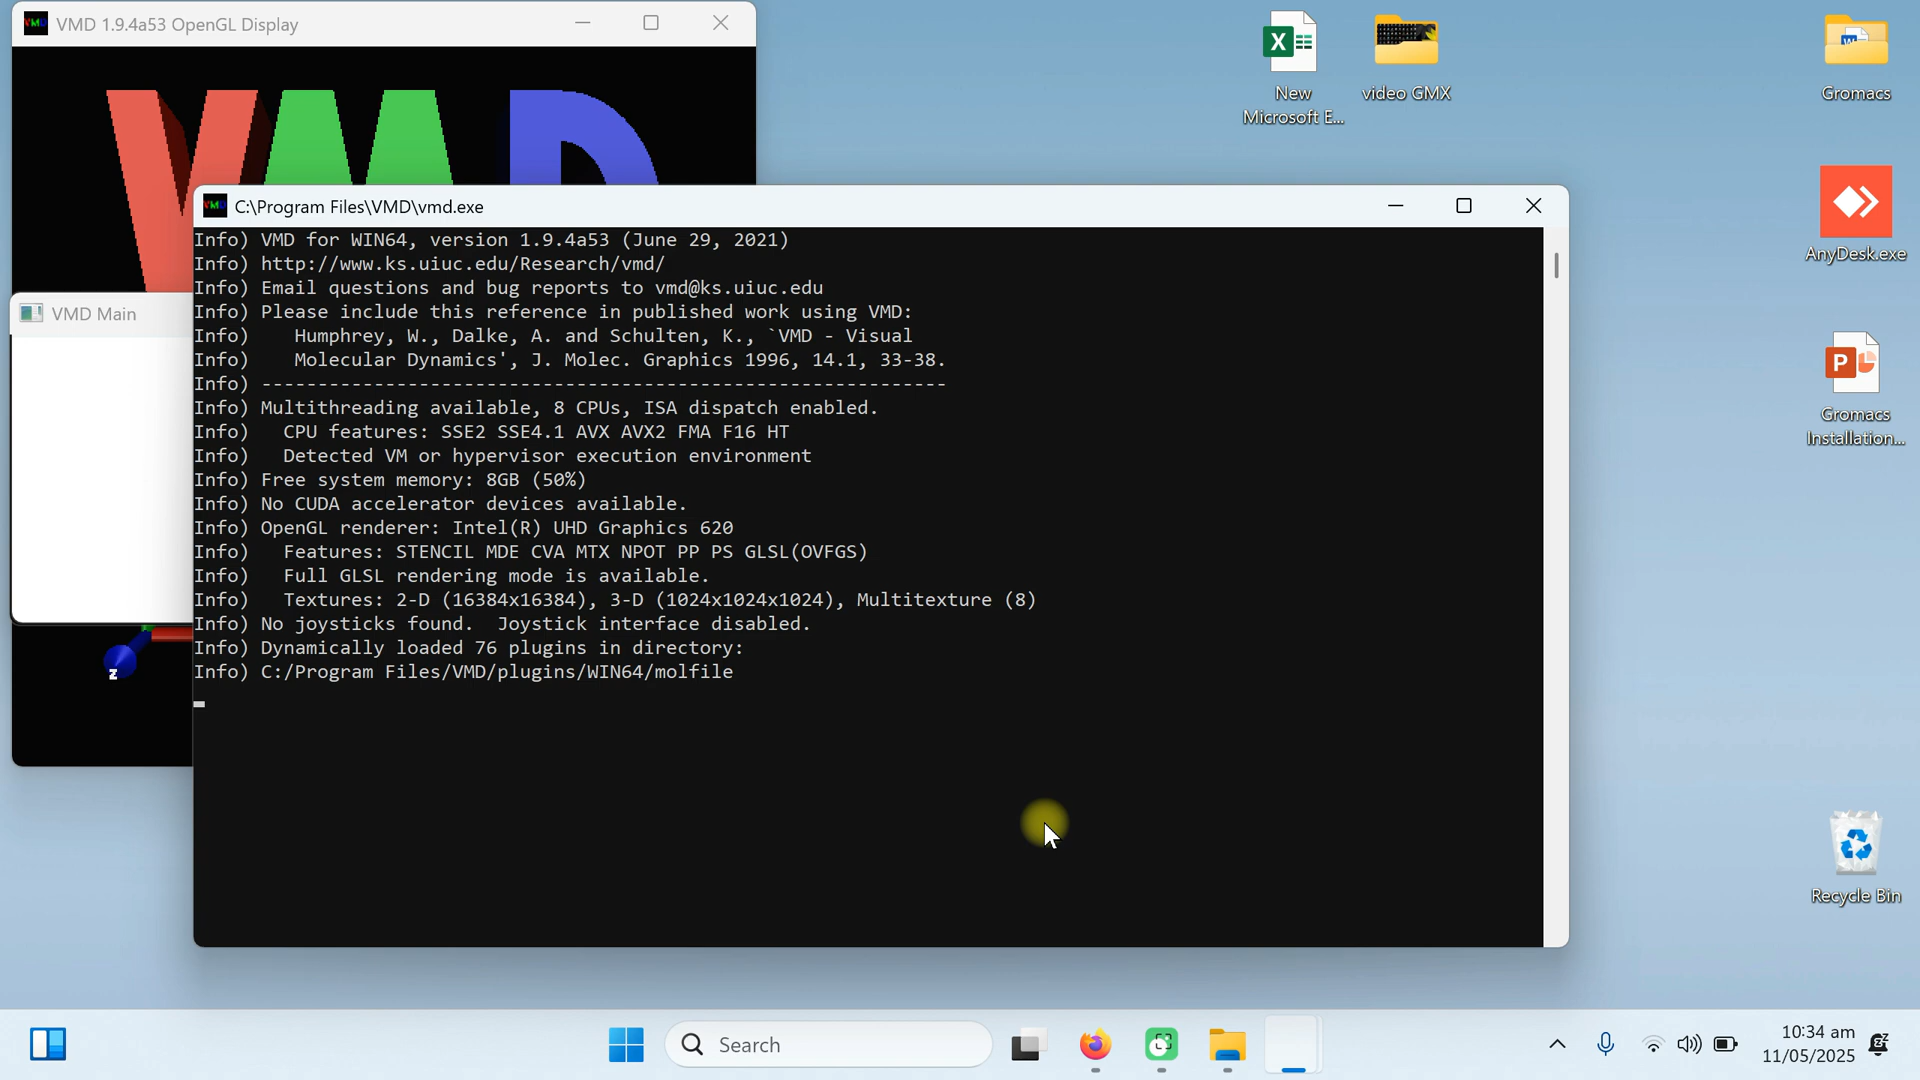 VMD 1.9.4a53 OpenGL Display
VMD
VMD Main
z
C:\Program Files\VMD\vmd.exe
Info) VMD for WIN64, version 1.9.4a53 (June 29, 2021)
Info) http://www.ks.uiuc.edu/Research/vmd/
Info) Email questions and bug reports to vmd@ks.uiuc.edu
Info) Please include this reference in published work using VMD:
Info)    Humphrey, W., Dalke, A. and Schulten, K., `VMD - Visual
Info)    Molecular Dynamics', J. Molec. Graphics 1996, 14.1, 33-38.
Info) -------------------------------------------------------------
Info) Multithreading available, 8 CPUs, ISA dispatch enabled.
Info)   CPU features: SSE2 SSE4.1 AVX AVX2 FMA F16 HT
Info)   Detected VM or hypervisor execution environment
Info) Free system memory: 8GB (50%)
Info) No CUDA accelerator devices available.
Info) OpenGL renderer: Intel(R) UHD Graphics 620
Info)   Features: STENCIL MDE CVA MTX NPOT PP PS GLSL(OVFGS)
Info)   Full GLSL rendering mode is available.
Info)   Textures: 2-D (16384x16384), 3-D (1024x1024x1024), Multitexture (8)
Info) No joysticks found.  Joystick interface disabled.
Info) Dynamically loaded 76 plugins in directory:
Info) C:/Program Files/VMD/plugins/WIN64/molfile
New
Microsoft E...
video GMX
Gromacs
AnyDesk.exe
Gromacs
Installation...
Recycle Bin
Search
10:34 am
11/05/2025